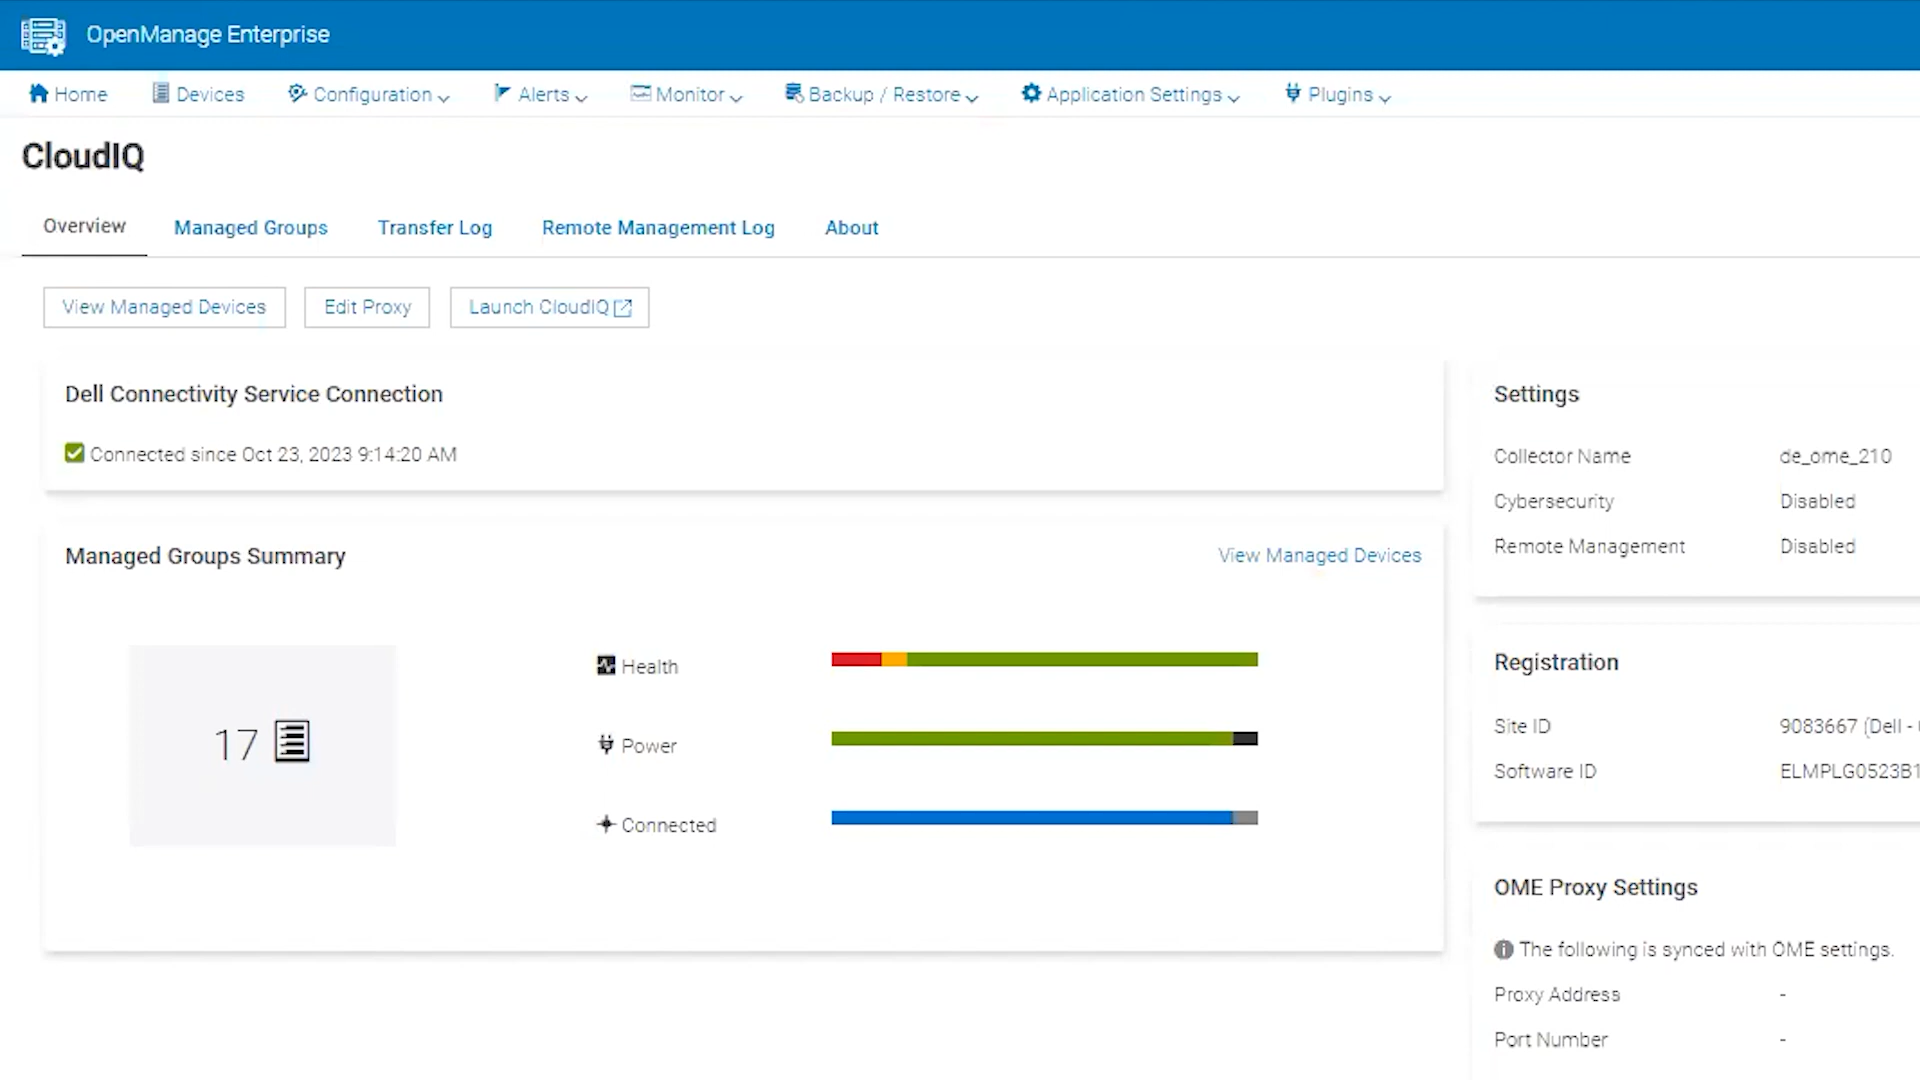 OpenManage Enterprise
Home Devices Configuration Alerts Monitor Backup / Restore Application Settings Plugins
CloudIQ
Overview Managed Groups Transfer Log Remote Management Log About
View Managed Devices Edit Proxy Launch CloudIQ
Dell Connectivity Service Connection
Connected since Oct 23, 2023 9:14:20 AM
Managed Groups Summary View Managed Devices
17
Health
Power
Connected
Settings
Collector Name de_ome_210
Cybersecurity Disabled
Remote Management Disabled
Registration
Site ID 9083667 (Dell -
Software ID ELMPLG0523B1
OME Proxy Settings
The following is synced with OME settings.
Proxy Address -
Port Number -